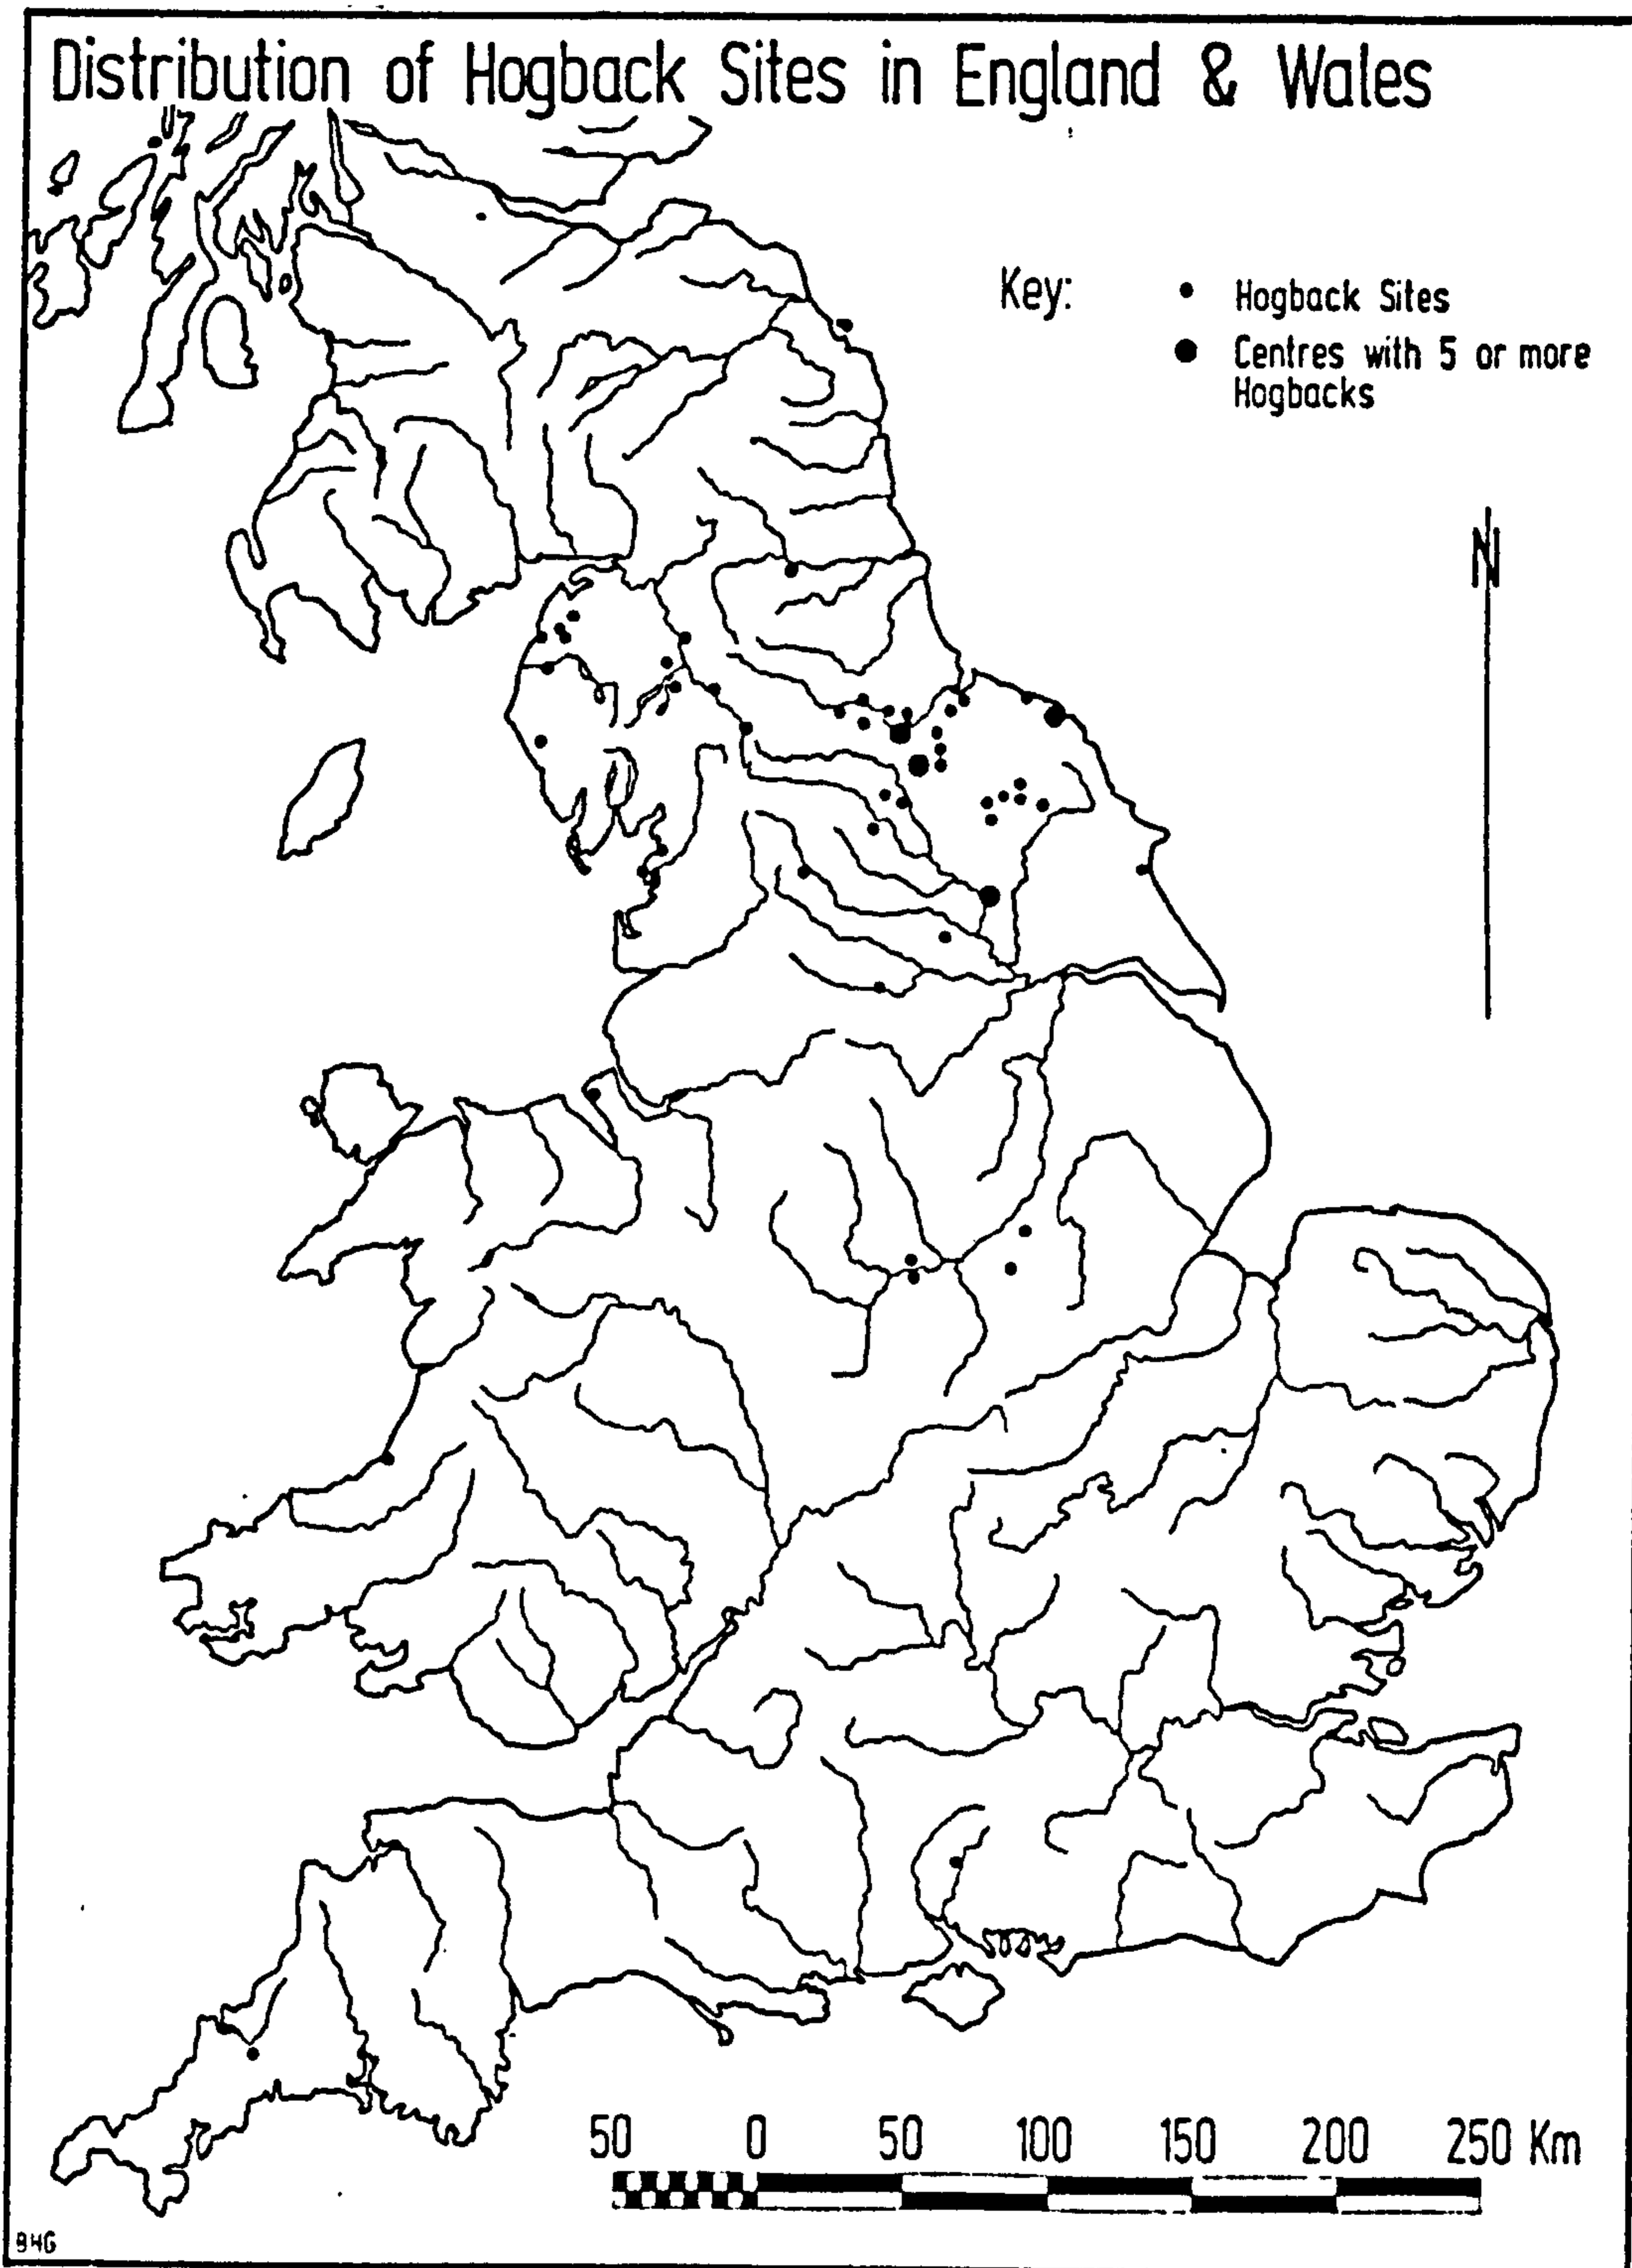 Distribution of Hogback Sites in England & Wales
Key:
Hogback Sites
Centres with 5 or more
Hogbacks
N
50 0 50 100 150 200 250 Km